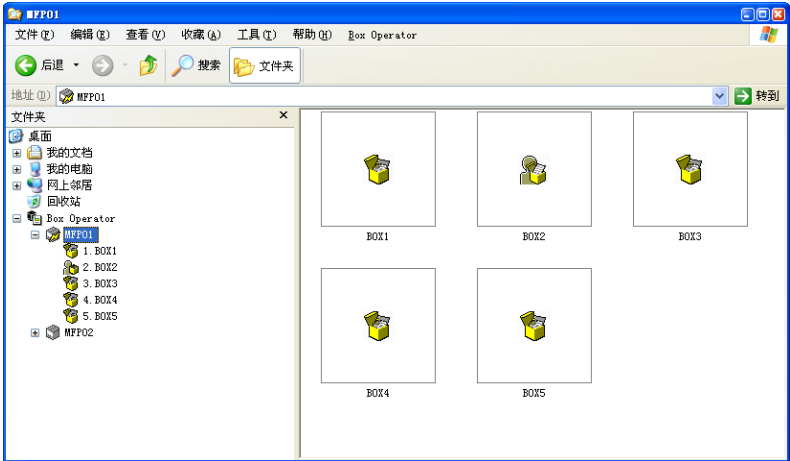 MFP01
文件(F) 编辑(E) 查看(V) 收藏(A) 工具(T) 帮助(H) Box Operator
后退 搜索 文件夹
地址(D) MFP01 转到
文件夹
桌面
我的文档
我的电脑
网上邻居
回收站
Box Operator
MFP01
1. BOX1
2. BOX2
3. BOX3
4. BOX4
5. BOX5
MFP02
BOX1 BOX2 BOX3
BOX4 BOX5